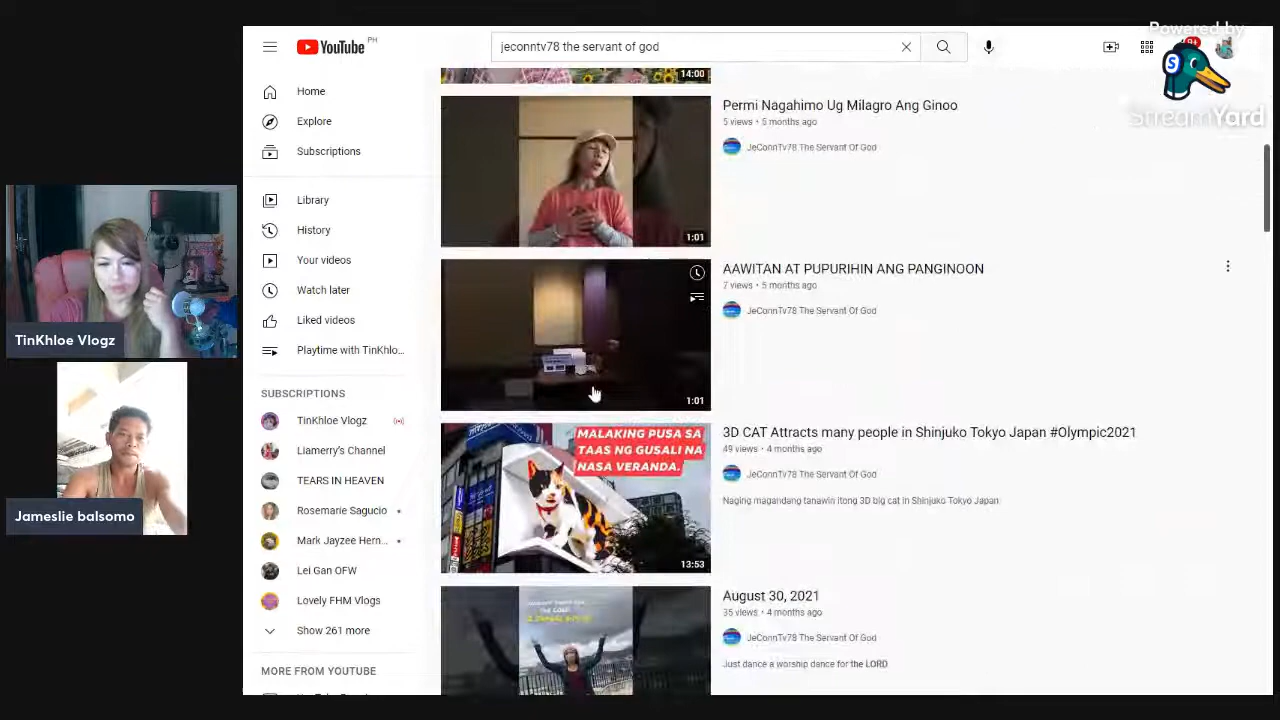 Powered by
StreamYard
YouTube PH
jeconntv78 the servant of god
9+
Home
Explore
Subscriptions
Library
History
Your videos
Watch later
Liked videos
Playtime with TinKhlo...
SUBSCRIPTIONS
TinKhloe Vlogz
Liamerry's Channel
TEARS IN HEAVEN
Rosemarie Sagucio
Mark Jayzee Hern...
Lei Gan OFW
Lovely FHM Vlogs
Show 261 more
MORE FROM YOUTUBE
14:00
Permi Nagahimo Ug Milagro Ang Ginoo
5 views • 5 months ago
JeConnTv78 The Servant Of God
1:01
AAWITAN AT PUPURIHIN ANG PANGINOON
7 views • 5 months ago
JeConnTv78 The Servant Of God
1:01
MALAKING PUSA SA
TAAS NG GUSALI NA
NASA VERANDA.
13:53
3D CAT Attracts many people in Shinjuko Tokyo Japan #Olympic2021
49 views • 4 months ago
JeConnTv78 The Servant Of God
Naging magandang tanawin itong 3D big cat in Shinjuko Tokyo Japan
August 30, 2021
35 views • 4 months ago
JeConnTv78 The Servant Of God
Just dance a worship dance for the LORD
TinKhloe Vlogz
Jameslie balsomo